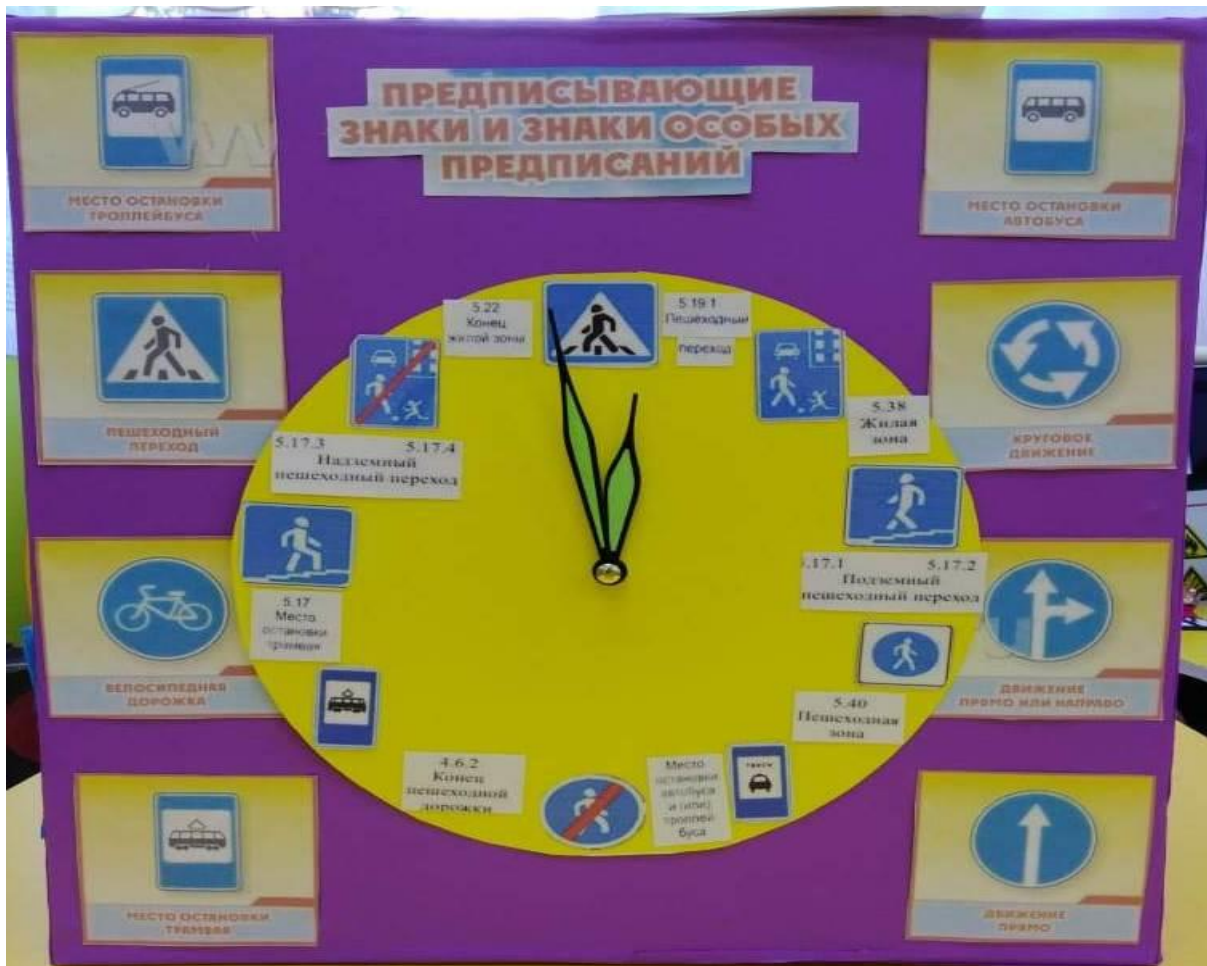 ПРЕДПИСЫВАЮЩИЕ
ЗНАКИ И ЗНАКИ ОСОБЫХ
ПРЕДПИСАНИЙ
МЕСТО ОСТАНОВКИ
ТРОЛЛЕЙБУСА
МЕСТО ОСТАНОВКИ
АВТОБУСА
ПЕШЕХОДНЫЙ
ПЕРЕХОД
КРУГОВОЕ
ДВИЖЕНИЕ
ВЕЛОСИПЕДНАЯ
ДОРОЖКА
ДВИЖЕНИЕ
ПРЯМО ИЛИ НАПРАВО
МЕСТО ОСТАНОВКИ
ТРАМВАЯ
ДВИЖЕНИЕ
ПРЯМО
5.19.1
Пешеходный
переход
5.38
Жилая
зона
.17.1 5.17.2
Подземный
пешеходный переход
5.40
Пешеходная
зона
ТАКСИ
Место
остановки
автобуса
и (или)
троллей
буса
4.6.2
Конец
пешеходной
дорожки
5.17
Место
остановки
трамвая
5.17.3 5.17.4
Надземный
пешеходный переход
5.22
Конец
жилой зоны